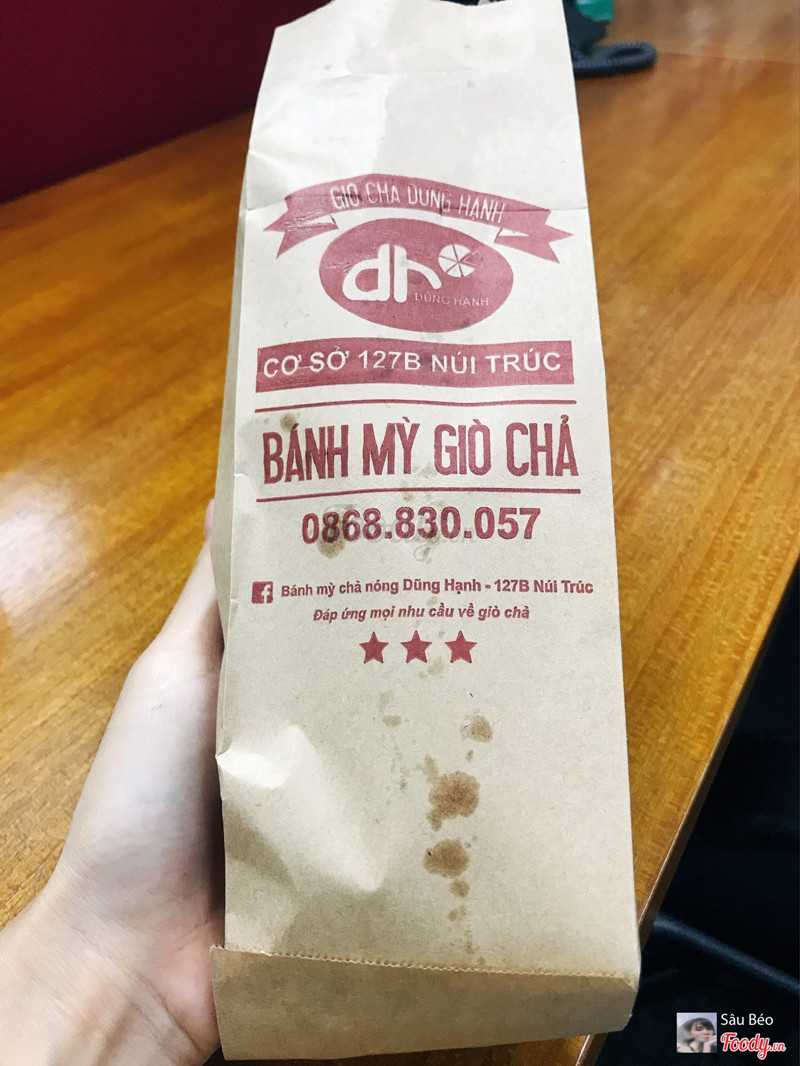 GIÒ CHẢ DŨNG HẠNH
dh
DŨNG HẠNH
CƠ SỞ 127B NÚI TRÚC
BÁNH MỲ GIÒ CHẢ
0868.830.057
f Bánh mỳ chả nóng Dũng Hạnh - 127B Núi Trúc
Đáp ứng mọi nhu cầu về giò chả
Sâu Béo
Foody.vn